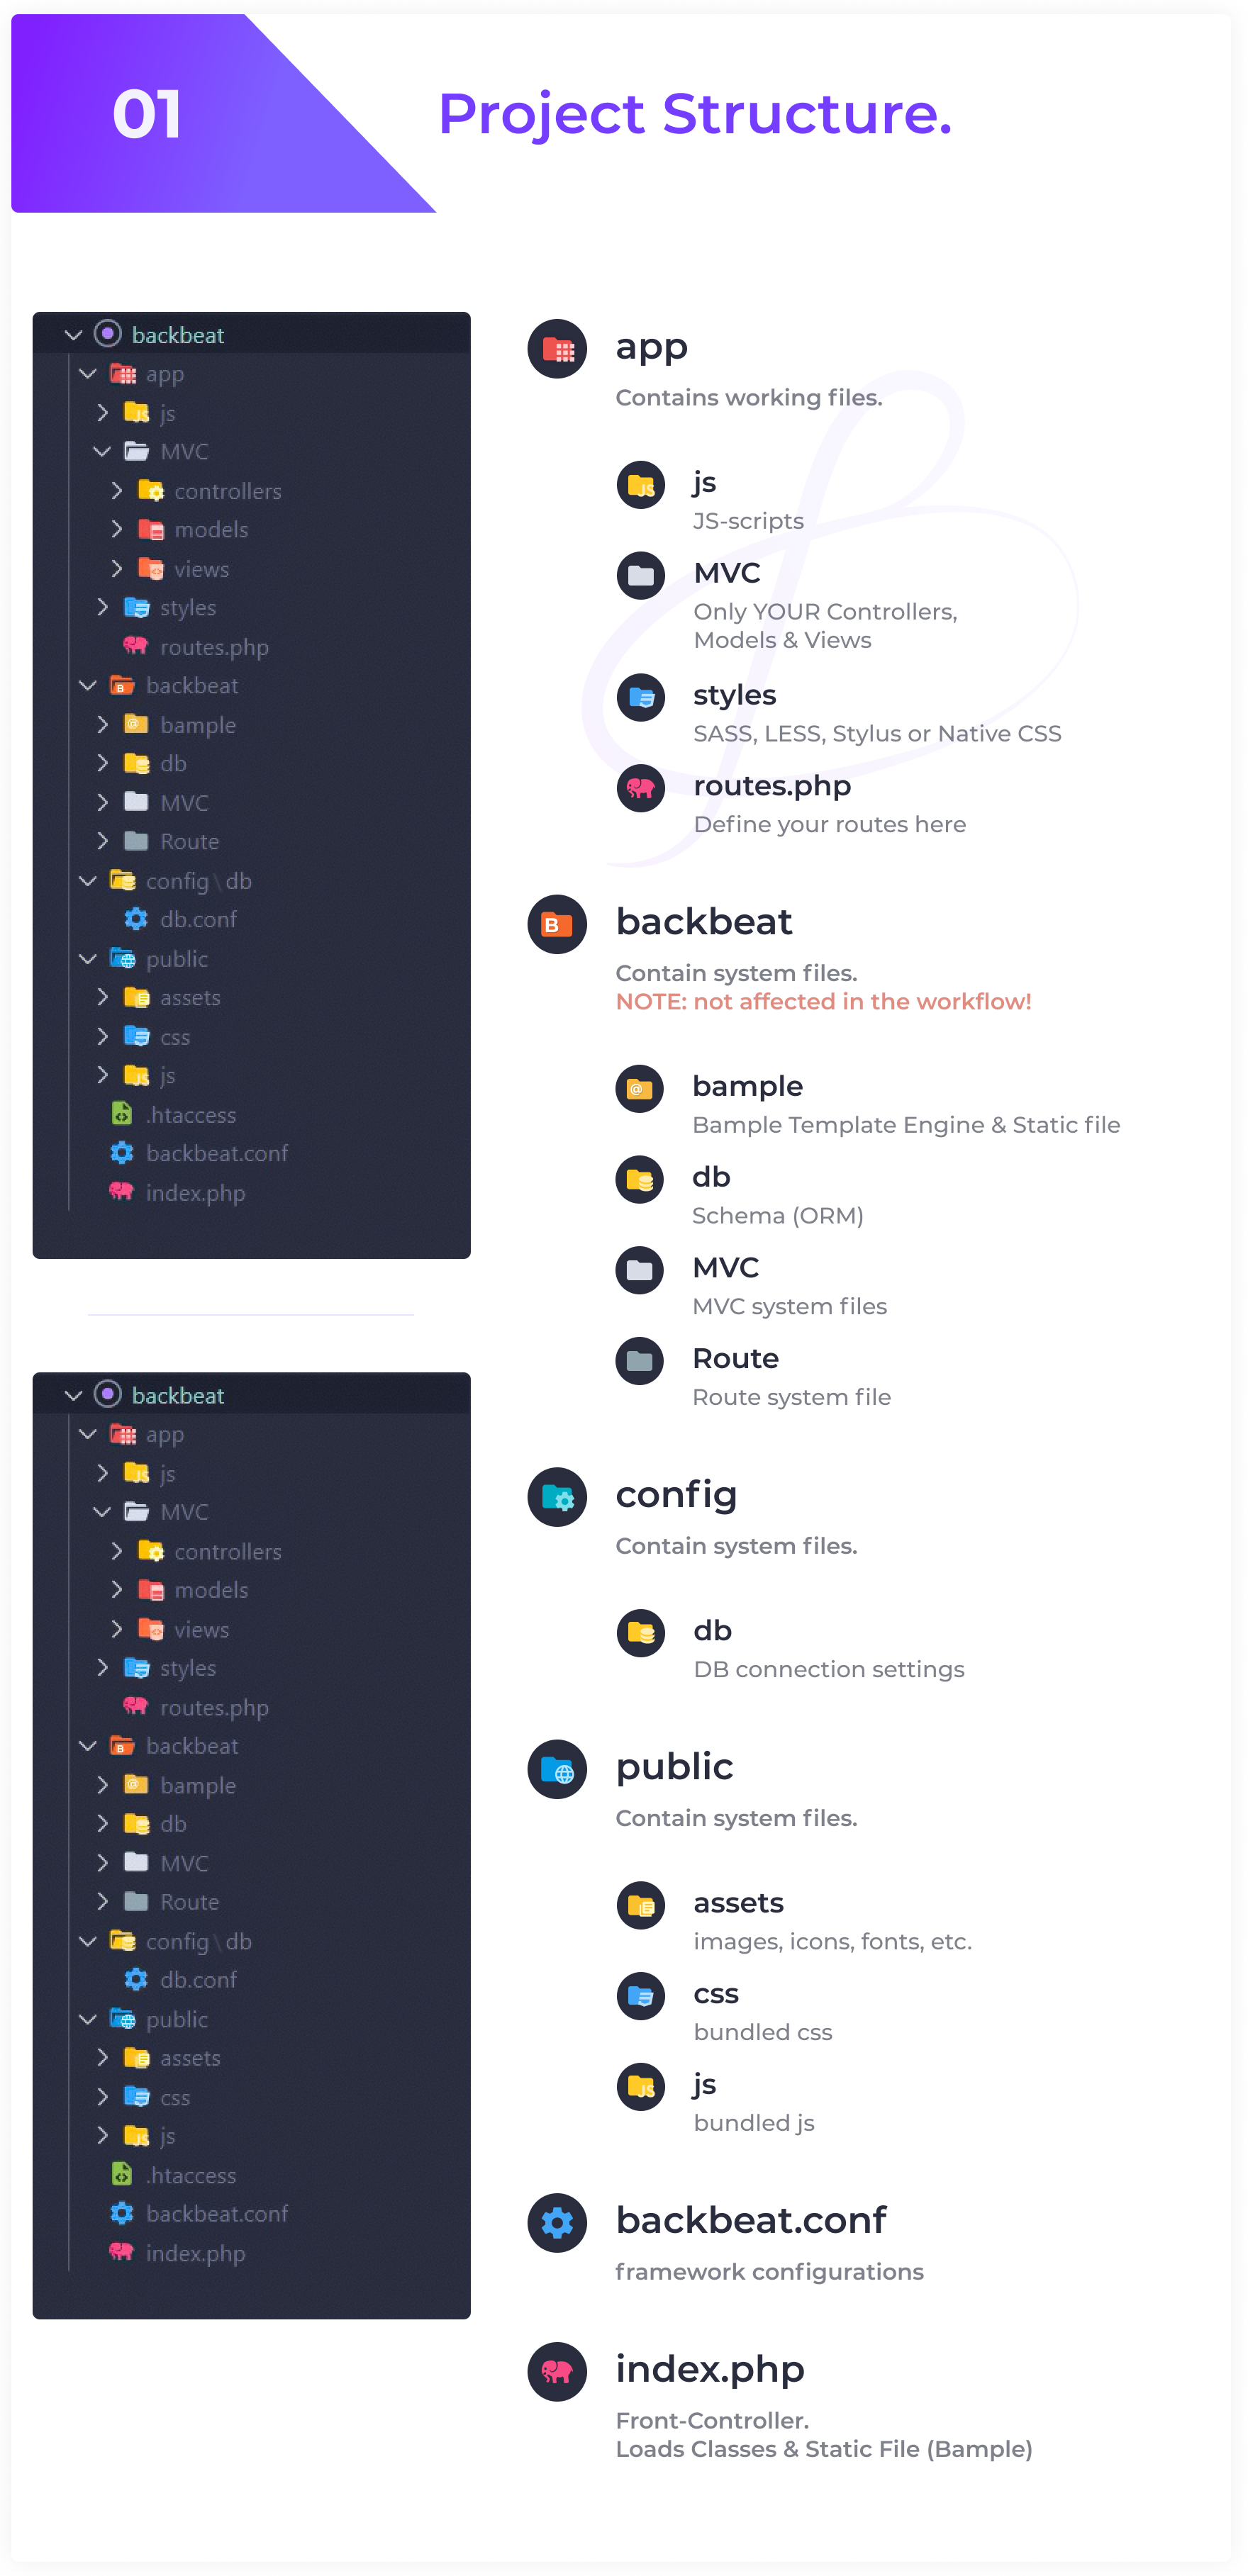 01
Project Structure.
backbeat
app
js
MVC
controllers
models
views
styles
routes.php
backbeat
bample
db
MVC
Route
config\db
db.conf
public
assets
css
js
.htaccess
backbeat.conf
index.php
backbeat
app
js
MVC
controllers
models
views
styles
routes.php
backbeat
bample
db
MVC
Route
config\db
db.conf
public
assets
css
js
.htaccess
backbeat.conf
index.php
app
Contains working files.
js
JS-scripts
MVC
Only YOUR Controllers,
Models & Views
styles
SASS, LESS, Stylus or Native CSS
routes.php
Define your routes here
backbeat
Contain system files.
NOTE: not affected in the workflow!
bample
Bample Template Engine & Static file
db
Schema (ORM)
MVC
MVC system files
Route
Route system file
config
Contain system files.
db
DB connection settings
public
Contain system files.
assets
images, icons, fonts, etc.
css
bundled css
js
bundled js
backbeat.conf
framework configurations
index.php
Front-Controller.
Loads Classes & Static File (Bample)